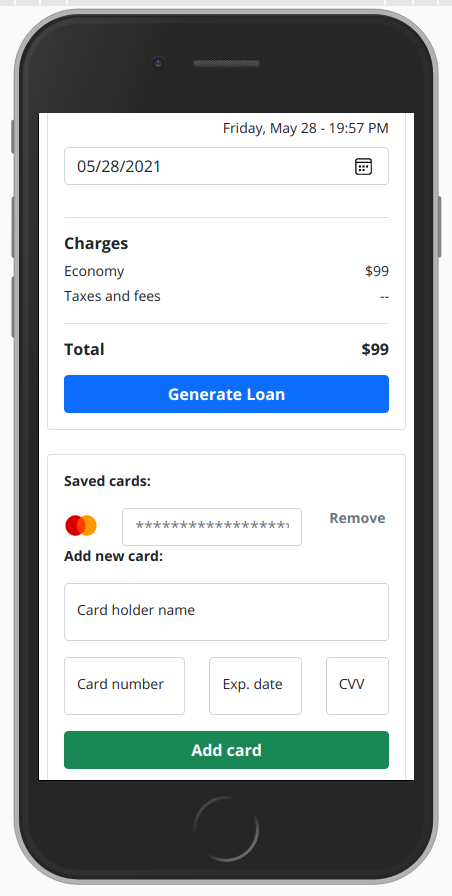 Friday, May 28 - 19:57 PM
05/28/2021
Charges
Economy $99
Taxes and fees --
Total $99
Generate Loan
Saved cards:
****************** Remove
Add new card:
Card holder name
Card number Exp. date CVV
Add card